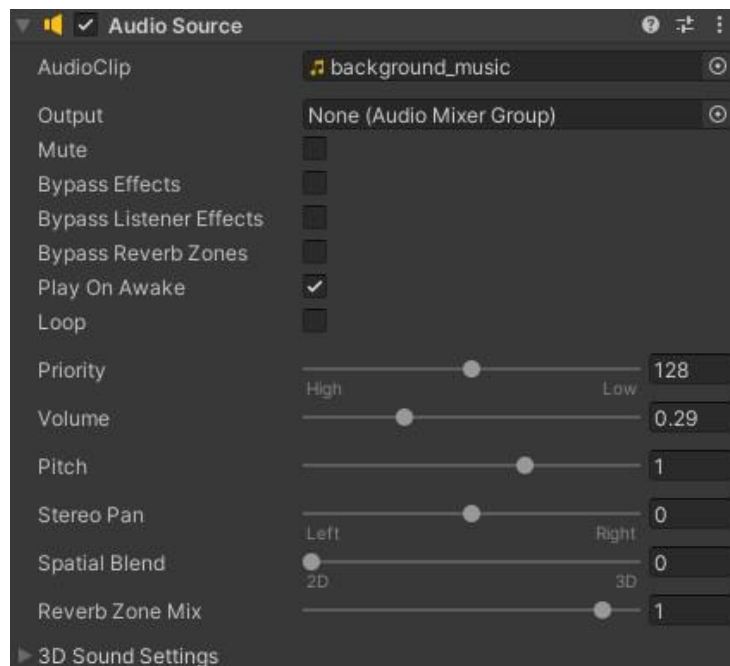 Audio Source
AudioClip background_music
Output None (Audio Mixer Group)
Mute
Bypass Effects
Bypass Listener Effects
Bypass Reverb Zones
Play On Awake
Loop
Priority 128
High Low
Volume 0.29
Pitch 1
Stereo Pan 0
Left Right
Spatial Blend 0
2D 3D
Reverb Zone Mix 1
3D Sound Settings